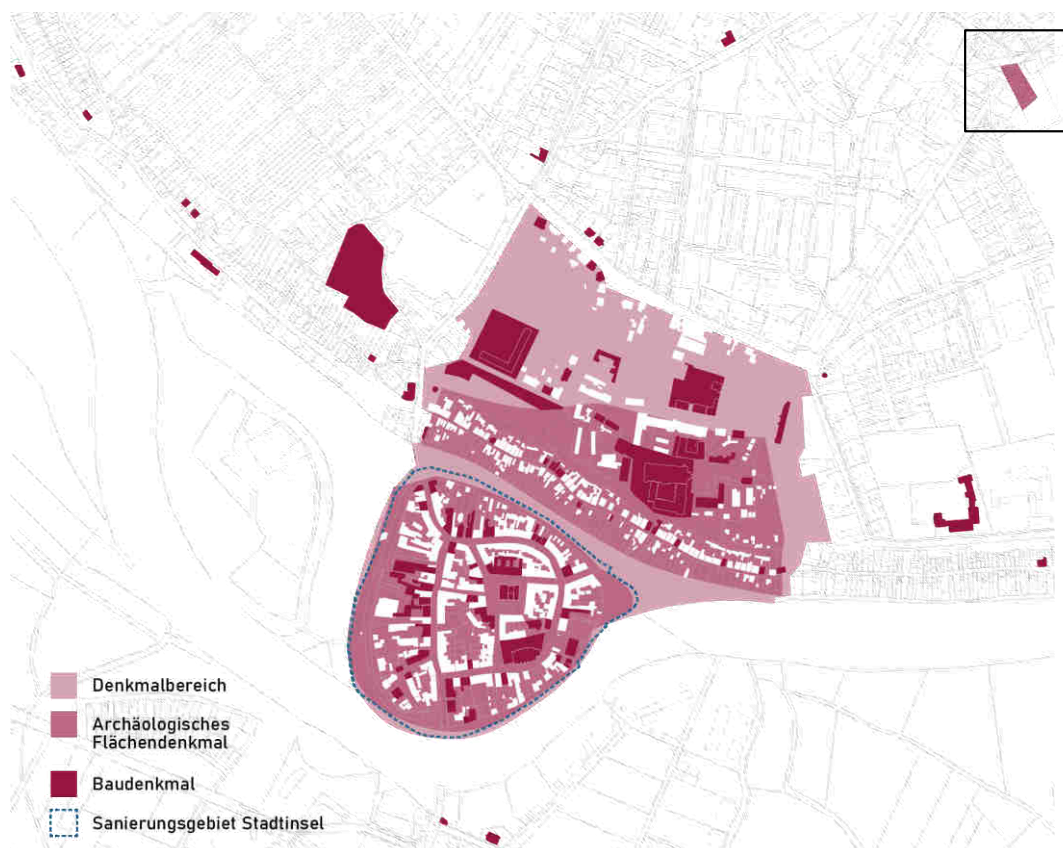 Denkmalbereich
Archäologisches
Flächendenkmal
Baudenkmal
Sanierungsgebiet Stadtinsel